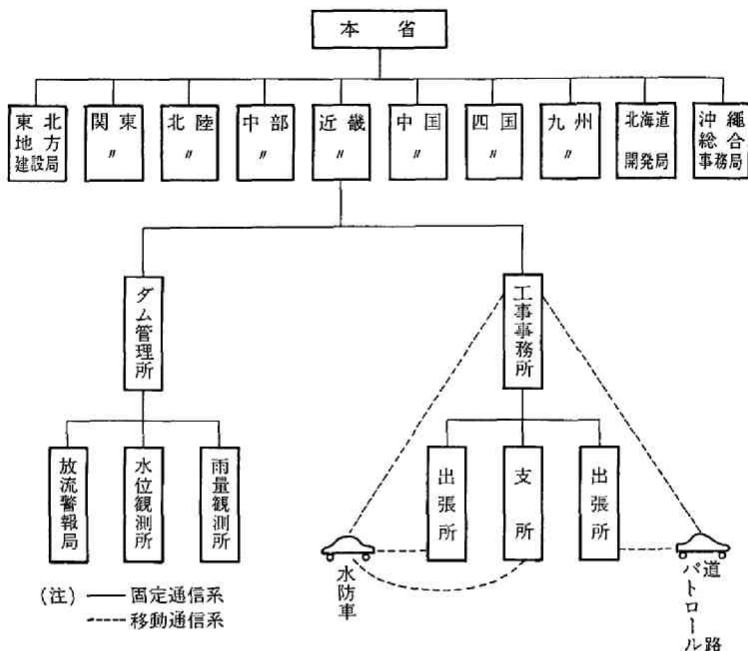 本省
東北
地方
建設局
関東
〃
北陸
〃
中部
〃
近畿
〃
中国
〃
四国
〃
九州
〃
北海道
開発局
沖縄
総合
事務局
ダム管理所
工事事務所
放流警報局
水位観測所
雨量観測所
出張所
支所
出張所
水防車
道路
パトロール
(注) 固定通信系
移動通信系